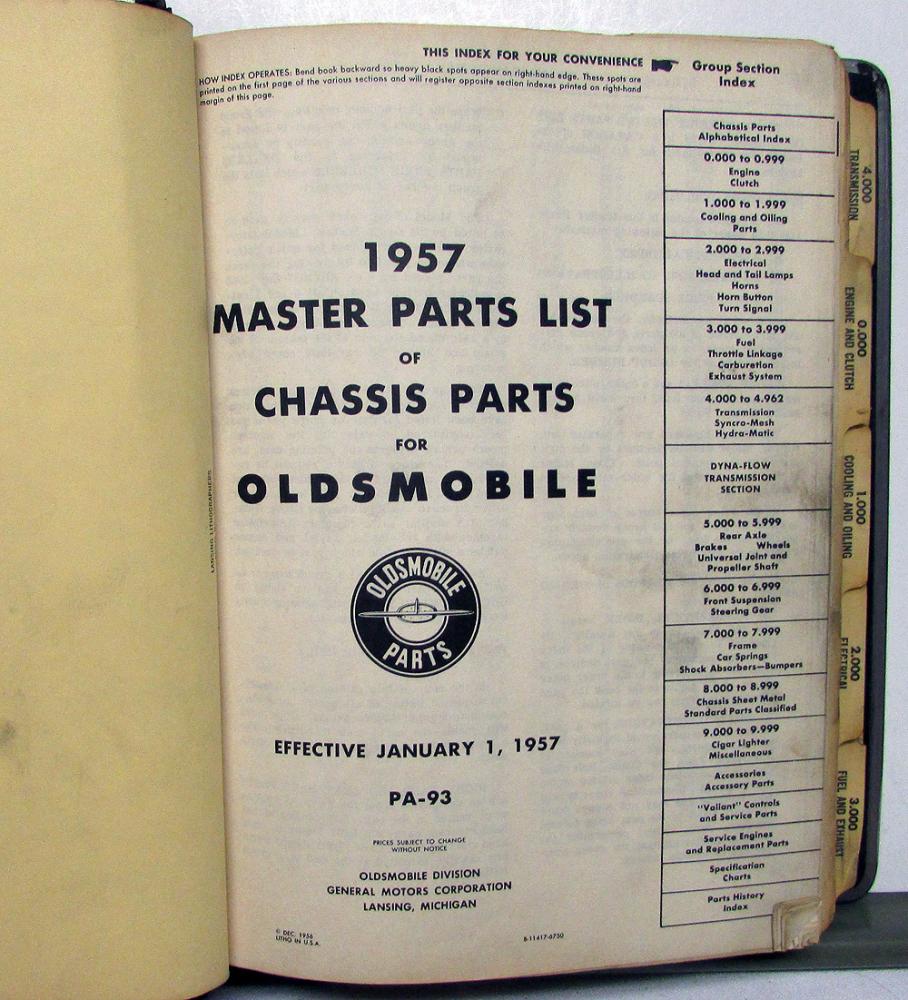 THIS INDEX FOR YOUR CONVENIENCE
HOW INDEX OPERATES: Bend book backward so heavy black spots appear on right-hand edge. These spots are
printed on the first page of the various sections and will register opposite section indexes printed on right-hand
margin of this page.
1957
MASTER PARTS LIST
OF
CHASSIS PARTS
FOR
OLDSMOBILE
OLDSMOBILE
PARTS
EFFECTIVE JANUARY 1, 1957
PA-93
PRICES SUBJECT TO CHANGE
WITHOUT NOTICE
OLDSMOBILE DIVISION
GENERAL MOTORS CORPORATION
LANSING, MICHIGAN
© DEC. 1956
LITHO IN U.S.A.
8-11417-6750
LANSING LITHOGRAPHERS
Group Section
Index
Chassis Parts
Alphabetical Index
0.000 to 0.999
Engine
Clutch
1.000 to 1.999
Cooling and Oiling
Parts
2.000 to 2.999
Electrical
Head and Tail Lamps
Horns
Horn Button
Turn Signal
3.000 to 3.999
Fuel
Throttle Linkage
Carburetion
Exhaust System
4.000 to 4.962
Transmission
Syncro-Mesh
Hydra-Matic
DYNA-FLOW
TRANSMISSION
SECTION
5.000 to 5.999
Rear Axle
Brakes Wheels
Universal Joint and
Propeller Shaft
6.000 to 6.999
Front Suspension
Steering Gear
7.000 to 7.999
Frame
Car Springs
Shock Absorbers—Bumpers
8.000 to 8.999
Chassis Sheet Metal
Standard Parts Classified
9.000 to 9.999
Cigar Lighter
Miscellaneous
Accessories
Accessory Parts
"Valiant" Controls
and Service Parts
Service Engines
and Replacement Parts
Specification
Charts
Parts History
Index
4.000
TRANSMISSION
0.000
ENGINE AND CLUTCH
1.000
COOLING AND OILING
2.000
ELECTRICAL
3.000
FUEL AND EXHAUST